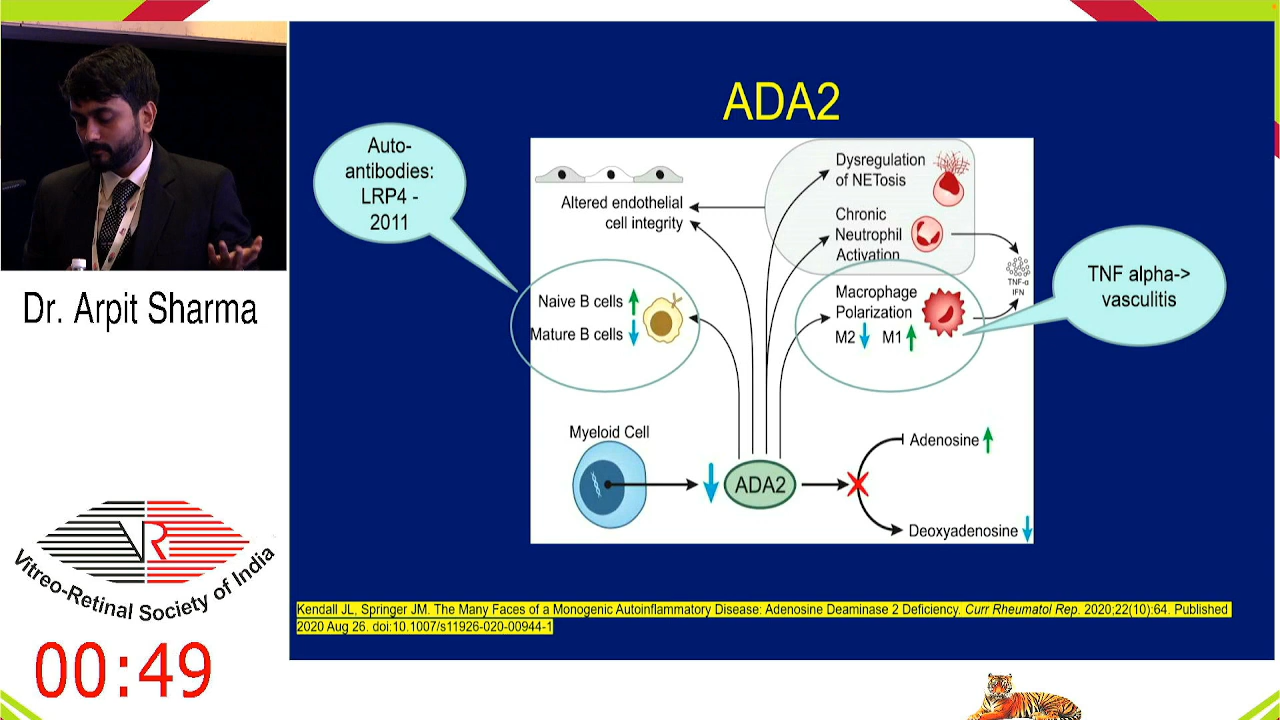 ADA2
Auto-
antibodies:
LRP4 -
2011
Dysregulation
of NETosis
Altered endothelial
cell integrity
Chronic
Neutrophil
Activation
TNF-α
IFN
TNF alpha->
vasculitis
Naive B cells
Mature B cells
Macrophage
Polarization
M2 M1
Dr. Arpit Sharma
Myeloid Cell
Adenosine
ADA2
Deoxyadenosine
VR
Vitreo-Retinal Society of India
Kendall JL, Springer JM. The Many Faces of a Monogenic Autoinflammatory Disease: Adenosine Deaminase 2 Deficiency. Curr Rheumatol Rep. 2020;22(10):64. Published
2020 Aug 26. doi:10.1007/s11926-020-00944-1
00:49